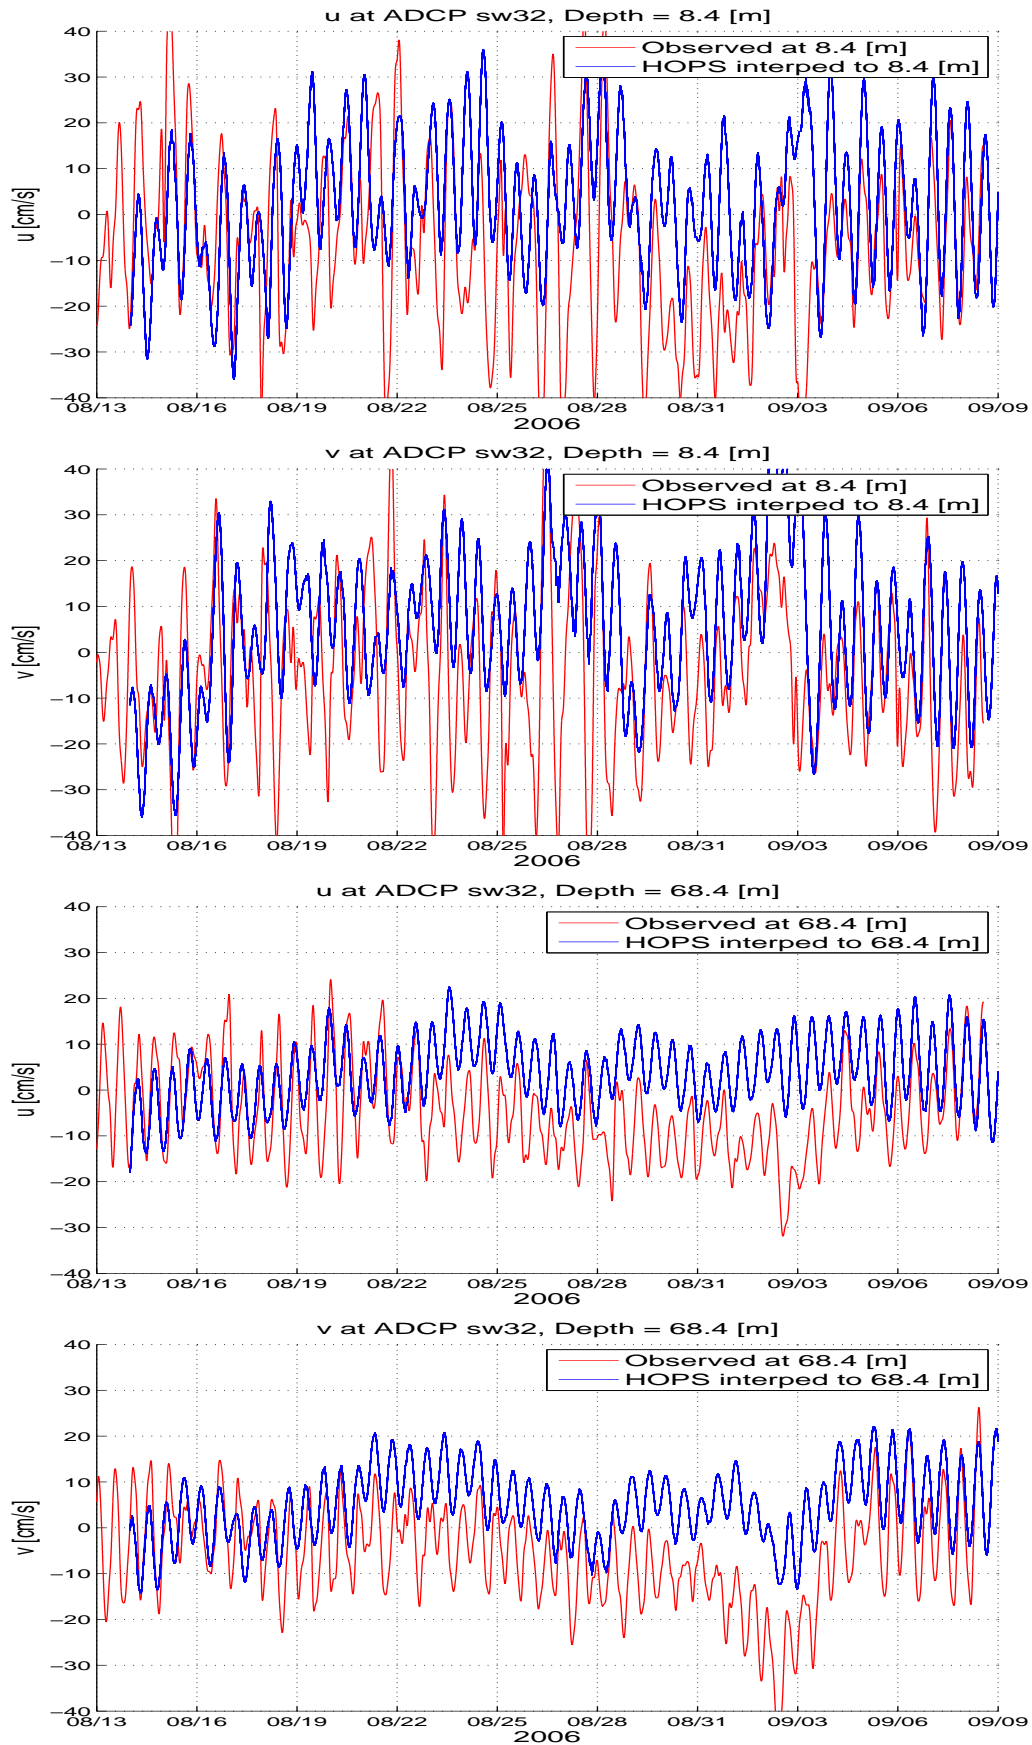 u at ADCP sw32, Depth = 8.4 [m]
Observed at 8.4 [m]
HOPS interped to 8.4 [m]
u [cm/s]
40
30
20
10
0
−10
−20
−30
−40
08/13 08/16 08/19 08/22 08/25 08/28 08/31 09/03 09/06 09/09
2006
v at ADCP sw32, Depth = 8.4 [m]
Observed at 8.4 [m]
HOPS interped to 8.4 [m]
v [cm/s]
40
30
20
10
0
−10
−20
−30
−40
08/13 08/16 08/19 08/22 08/25 08/28 08/31 09/03 09/06 09/09
2006
u at ADCP sw32, Depth = 68.4 [m]
Observed at 68.4 [m]
HOPS interped to 68.4 [m]
u [cm/s]
40
30
20
10
0
−10
−20
−30
−40
08/13 08/16 08/19 08/22 08/25 08/28 08/31 09/03 09/06 09/09
2006
v at ADCP sw32, Depth = 68.4 [m]
Observed at 68.4 [m]
HOPS interped to 68.4 [m]
v [cm/s]
40
30
20
10
0
−10
−20
−30
−40
08/13 08/16 08/19 08/22 08/25 08/28 08/31 09/03 09/06 09/09
2006